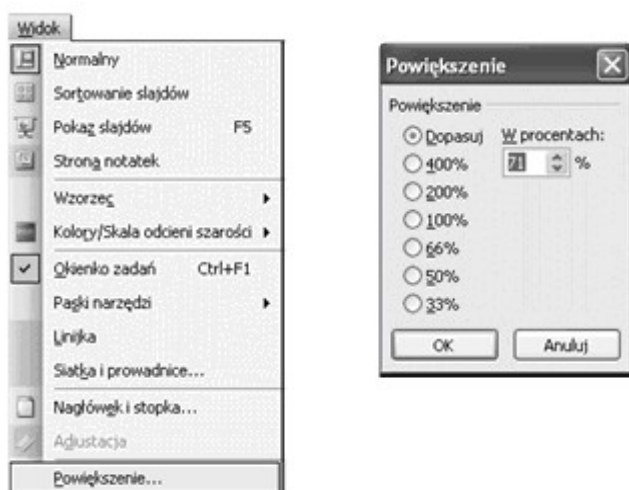 Widok
Normalny
Sortowanie slajdów
Pokaz slajdów F5
Strona notatek
Wzorzec
Kolory/Skala odcieni szarości
Okienko zadań Ctrl+F1
Paski narzędzi
Linijka
Siatka i prowadnice...
Nagłówek i stopka...
Adiustacja
Powiększenie...
Powiększenie
Powiększenie
Dopasuj W procentach:
400% 71 %
200%
100%
66%
50%
33%
OK Anuluj